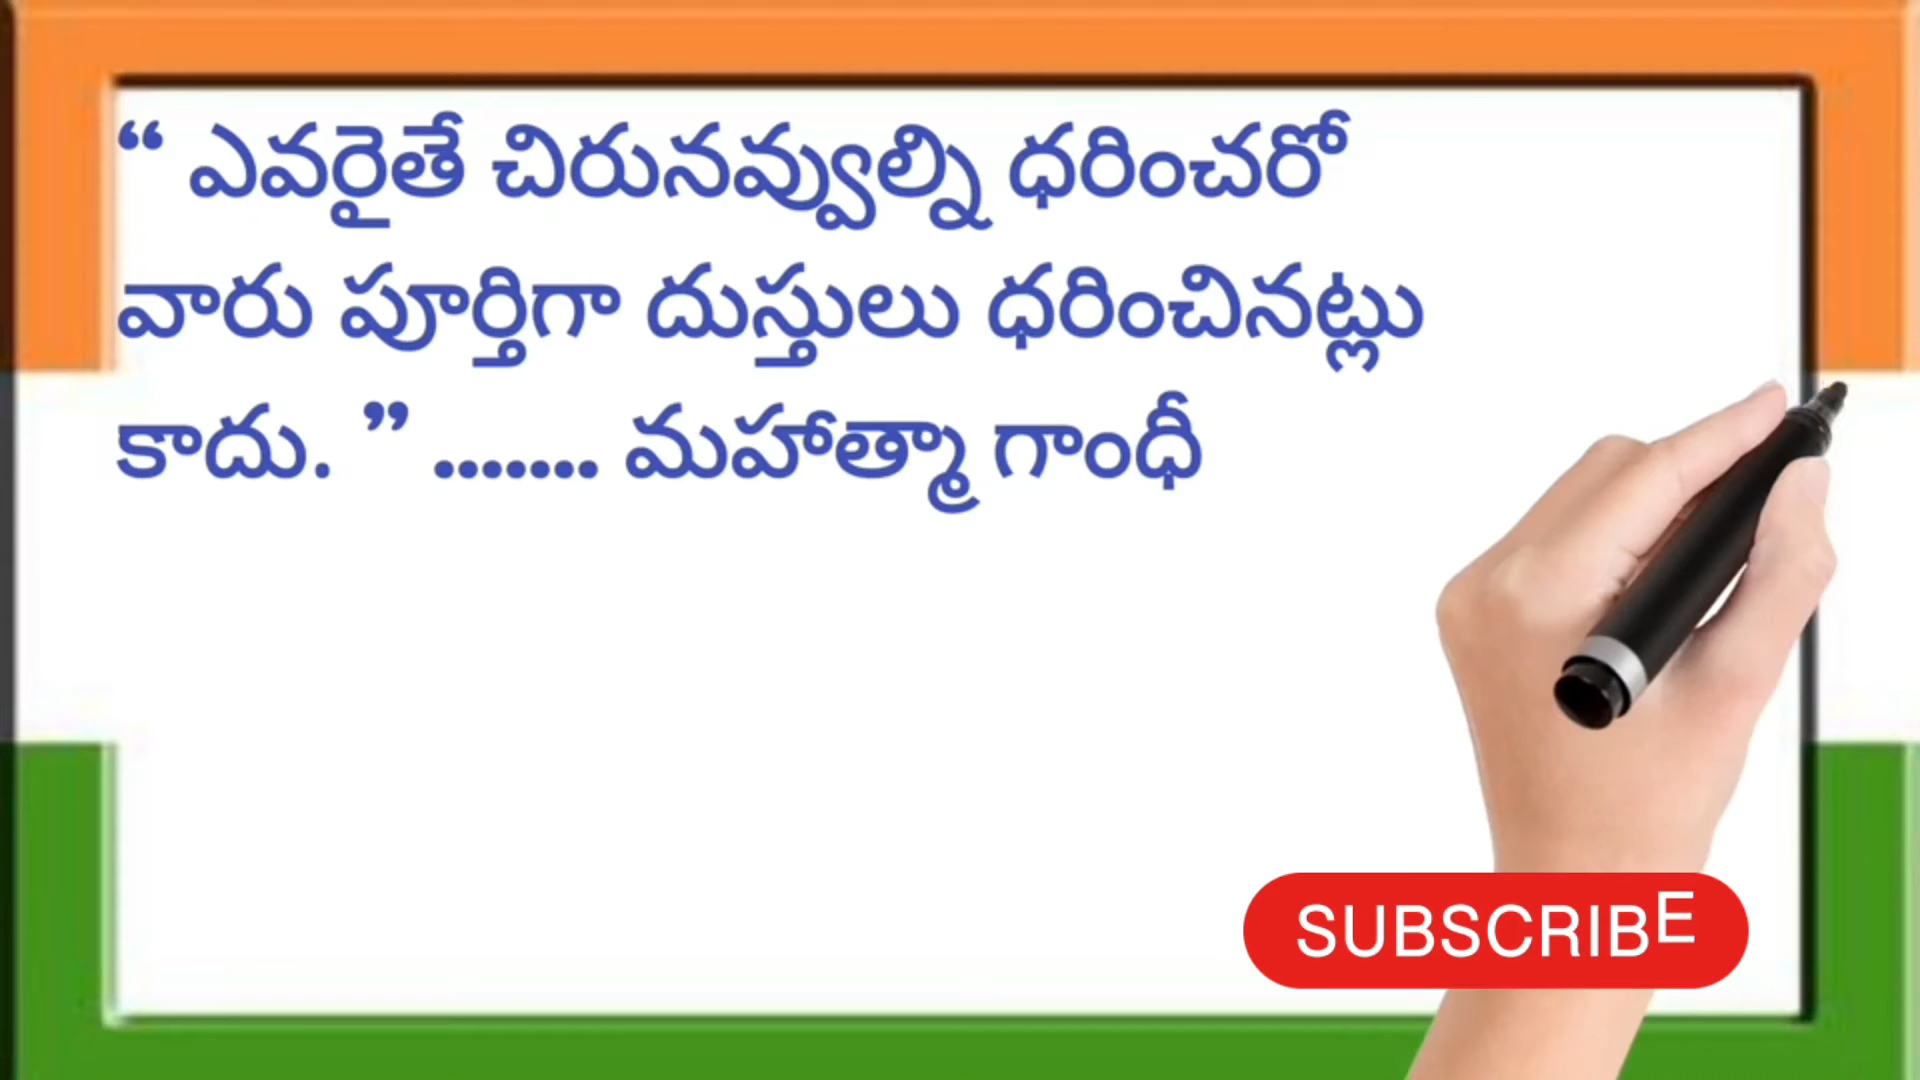 “ ఎవరైతే చిరునవ్వుల్ని ధరించరో
వారు పూర్తిగా దుస్తులు ధరించినట్లు
కాదు. ” ....... మహాత్మా గాంధీ
SUBSCRIBE